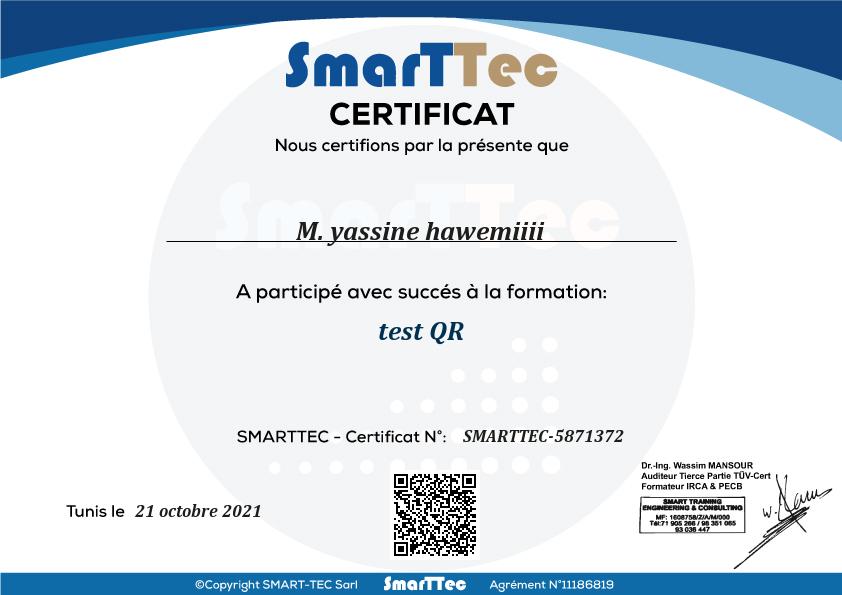 SmarTTec
CERTIFICAT
Nous certifions par la présente que
SmarTTec
M. yassine hawemiiii
A participé avec succés à la formation:
test QR
SMARTTEC - Certificat N°: SMARTTEC-5871372
Dr.-Ing. Wassim MANSOUR
Auditeur Tierce Partie TÜV-Cert
Formateur IRCA & PECB
SMART TRAINING
ENGINEERING & CONSULTING
MF: 1608758/Z/A/M/000
Tél:71 905 266 / 98 351 065
93 036 447
Tunis le 21 octobre 2021
©Copyright SMART-TEC Sarl SmarTTec Agrément N°11186819